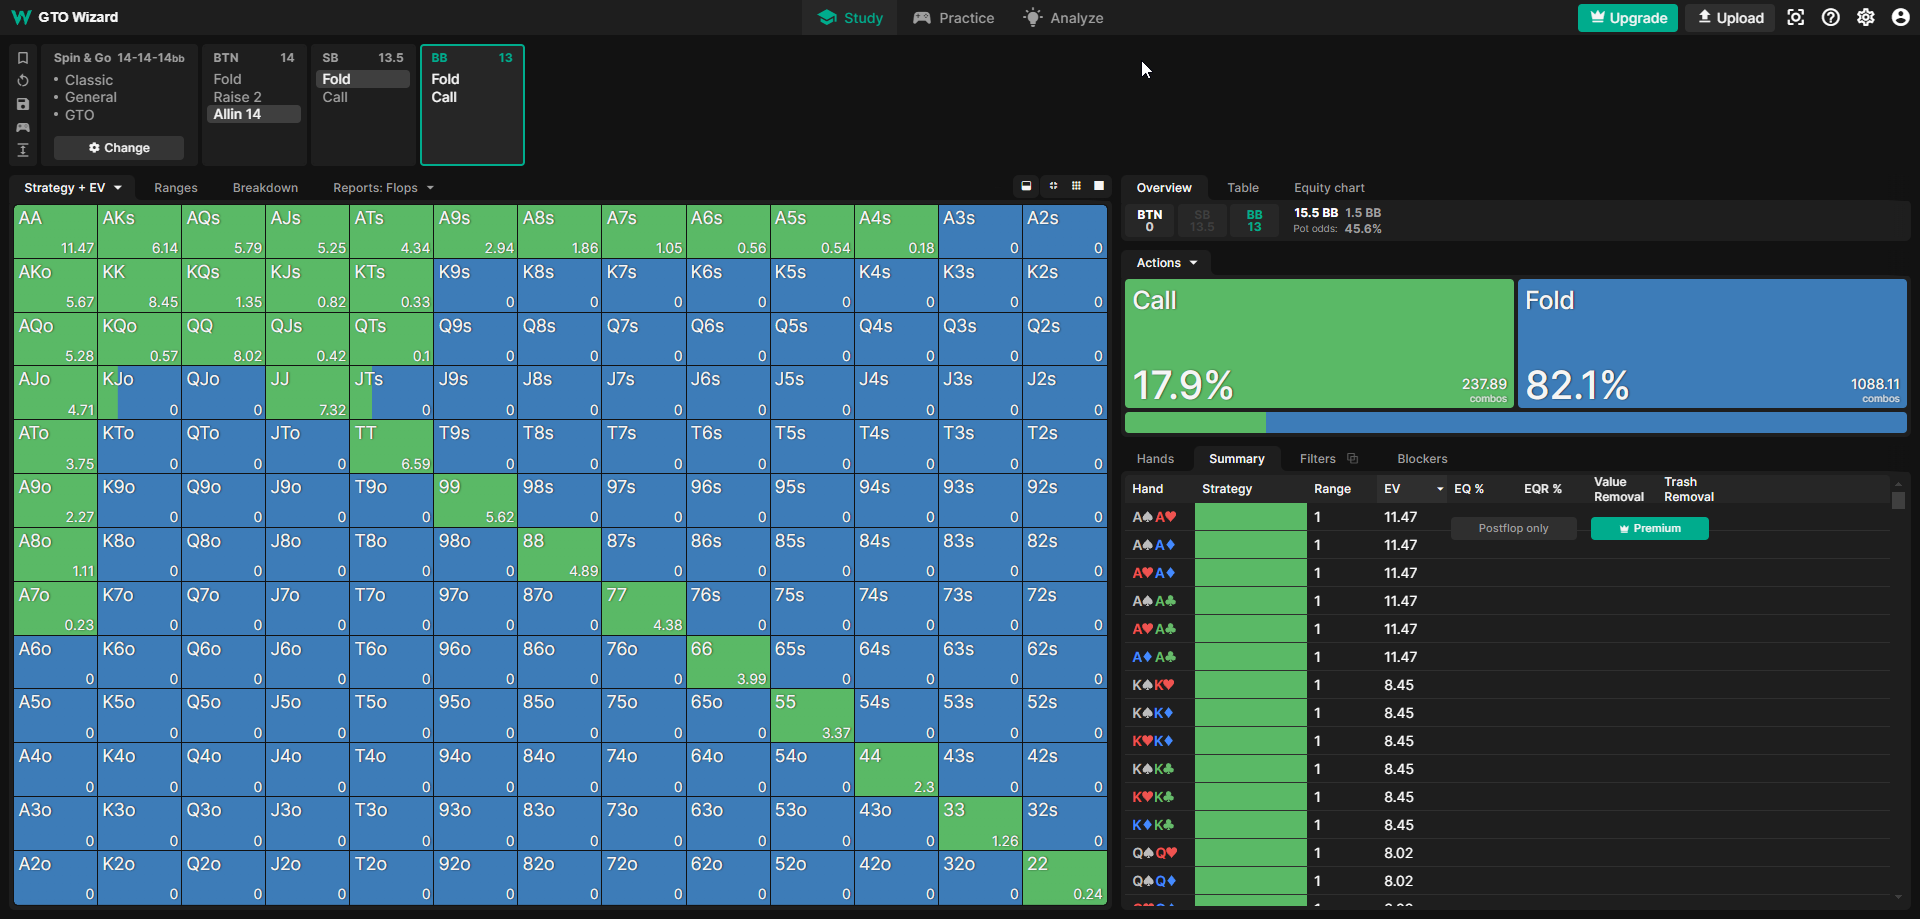 GTO Wizard
Study
Practice
Analyze
Upgrade
Upload
Spin & Go 14-14-14bb
• Classic
• General
• GTO
Change
BTN 14
Fold
Raise 2
Allin 14
SB 13.5
Fold
Call
BB 13
Fold
Call
Strategy + EV
Ranges
Breakdown
Reports: Flops
AA AKs AQs AJs ATs A9s A8s A7s A6s A5s A4s A3s A2s
11.47 6.14 5.79 5.25 4.34 2.94 1.86 1.05 0.56 0.54 0.18 0 0
AKo KK KQs KJs KTs K9s K8s K7s K6s K5s K4s K3s K2s
5.67 8.45 1.35 0.82 0.33 0 0 0 0 0 0 0 0
AQo KQo QQ QJs QTs Q9s Q8s Q7s Q6s Q5s Q4s Q3s Q2s
5.28 0.57 8.02 0.42 0.1 0 0 0 0 0 0 0 0
AJo KJo QJo JJ JTs J9s J8s J7s J6s J5s J4s J3s J2s
4.71 0 0 7.32 0 0 0 0 0 0 0 0 0
ATo KTo QTo JTo TT T9s T8s T7s T6s T5s T4s T3s T2s
3.75 0 0 0 6.59 0 0 0 0 0 0 0 0
A9o K9o Q9o J9o T9o 99 98s 97s 96s 95s 94s 93s 92s
2.27 0 0 0 0 5.62 0 0 0 0 0 0 0
A8o K8o Q8o J8o T8o 98o 88 87s 86s 85s 84s 83s 82s
1.11 0 0 0 0 0 4.89 0 0 0 0 0 0
A7o K7o Q7o J7o T7o 97o 87o 77 76s 75s 74s 73s 72s
0.23 0 0 0 0 0 0 4.38 0 0 0 0 0
A6o K6o Q6o J6o T6o 96o 86o 76o 66 65s 64s 63s 62s
0 0 0 0 0 0 0 0 3.99 0 0 0 0
A5o K5o Q5o J5o T5o 95o 85o 75o 65o 55 54s 53s 52s
0 0 0 0 0 0 0 0 0 3.37 0 0 0
A4o K4o Q4o J4o T4o 94o 84o 74o 64o 54o 44 43s 42s
0 0 0 0 0 0 0 0 0 0 2.3 0 0
A3o K3o Q3o J3o T3o 93o 83o 73o 63o 53o 43o 33 32s
0 0 0 0 0 0 0 0 0 0 0 1.26 0
A2o K2o Q2o J2o T2o 92o 82o 72o 62o 52o 42o 32o 22
0 0 0 0 0 0 0 0 0 0 0 0 0.24
Overview
Table
Equity chart
BTN
0
SB
13.5
BB
13
15.5 BB 1.5 BB
Pot odds: 45.6%
Actions
Call
17.9%
237.89
combos
Fold
82.1%
1088.11
combos
Hands
Summary
Filters
Blockers
Hand Strategy Range EV EQ % EQR % Value Removal Trash Removal
Postflop only
Premium
A♠A♥ 1 11.47
A♠A♦ 1 11.47
A♥A♦ 1 11.47
A♠A♣ 1 11.47
A♥A♣ 1 11.47
A♦A♣ 1 11.47
K♠K♥ 1 8.45
K♠K♦ 1 8.45
K♥K♦ 1 8.45
K♠K♣ 1 8.45
K♥K♣ 1 8.45
K♦K♣ 1 8.45
Q♠Q♥ 1 8.02
Q♠Q♦ 1 8.02